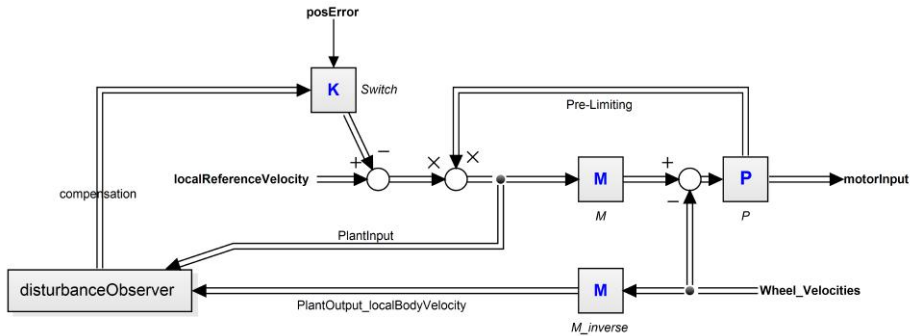 posError
K
Switch
Pre-Limiting
−
+
×
×
localReferenceVelocity
M
M
+
−
P
P
motorInput
compensation
PlantInput
disturbanceObserver
PlantOutput_localBodyVelocity
M
M_inverse
Wheel_Velocities